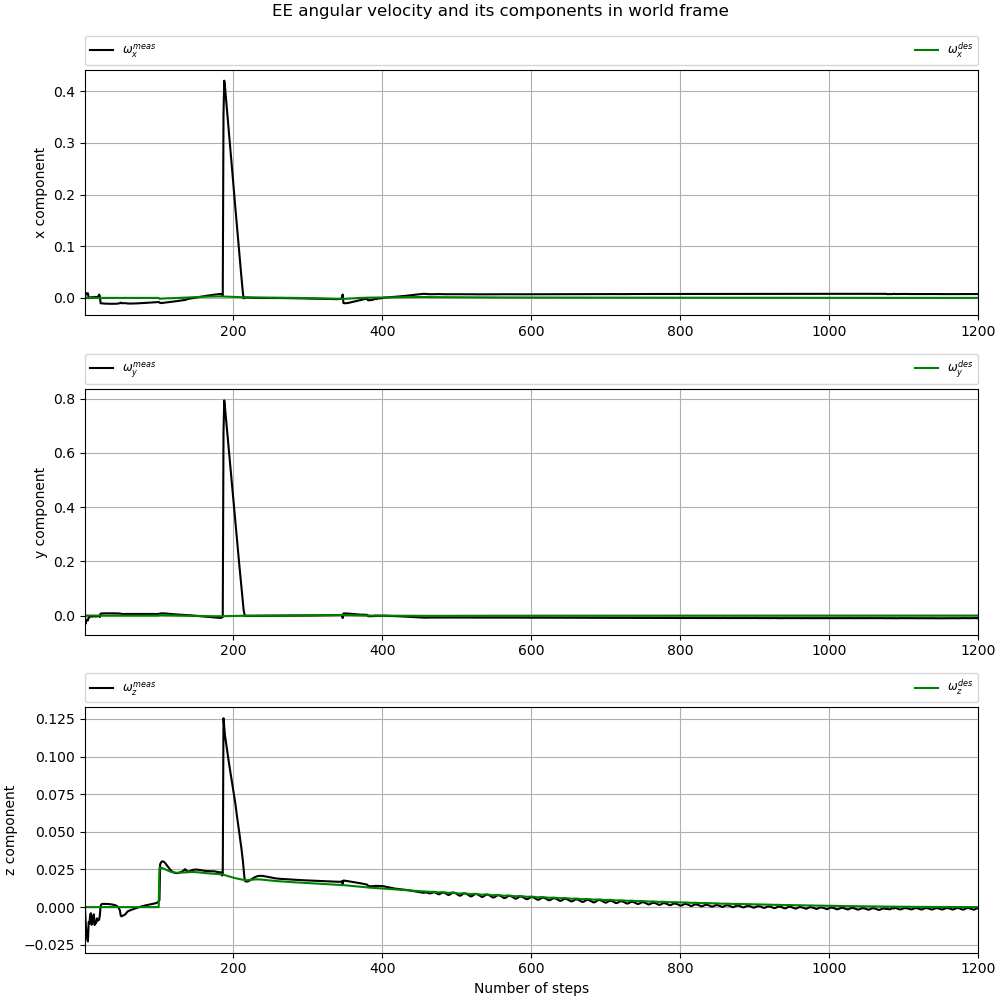 EE angular velocity and its components in world frame
ω_x^meas ω_x^des
0.4
0.3
0.2
0.1
0.0
x component
200 400 600 800 1000 1200
ω_y^meas ω_y^des
0.8
0.6
0.4
0.2
0.0
y component
200 400 600 800 1000 1200
ω_z^meas ω_z^des
0.125
0.100
0.075
0.050
0.025
0.000
−0.025
z component
200 400 600 800 1000 1200
Number of steps